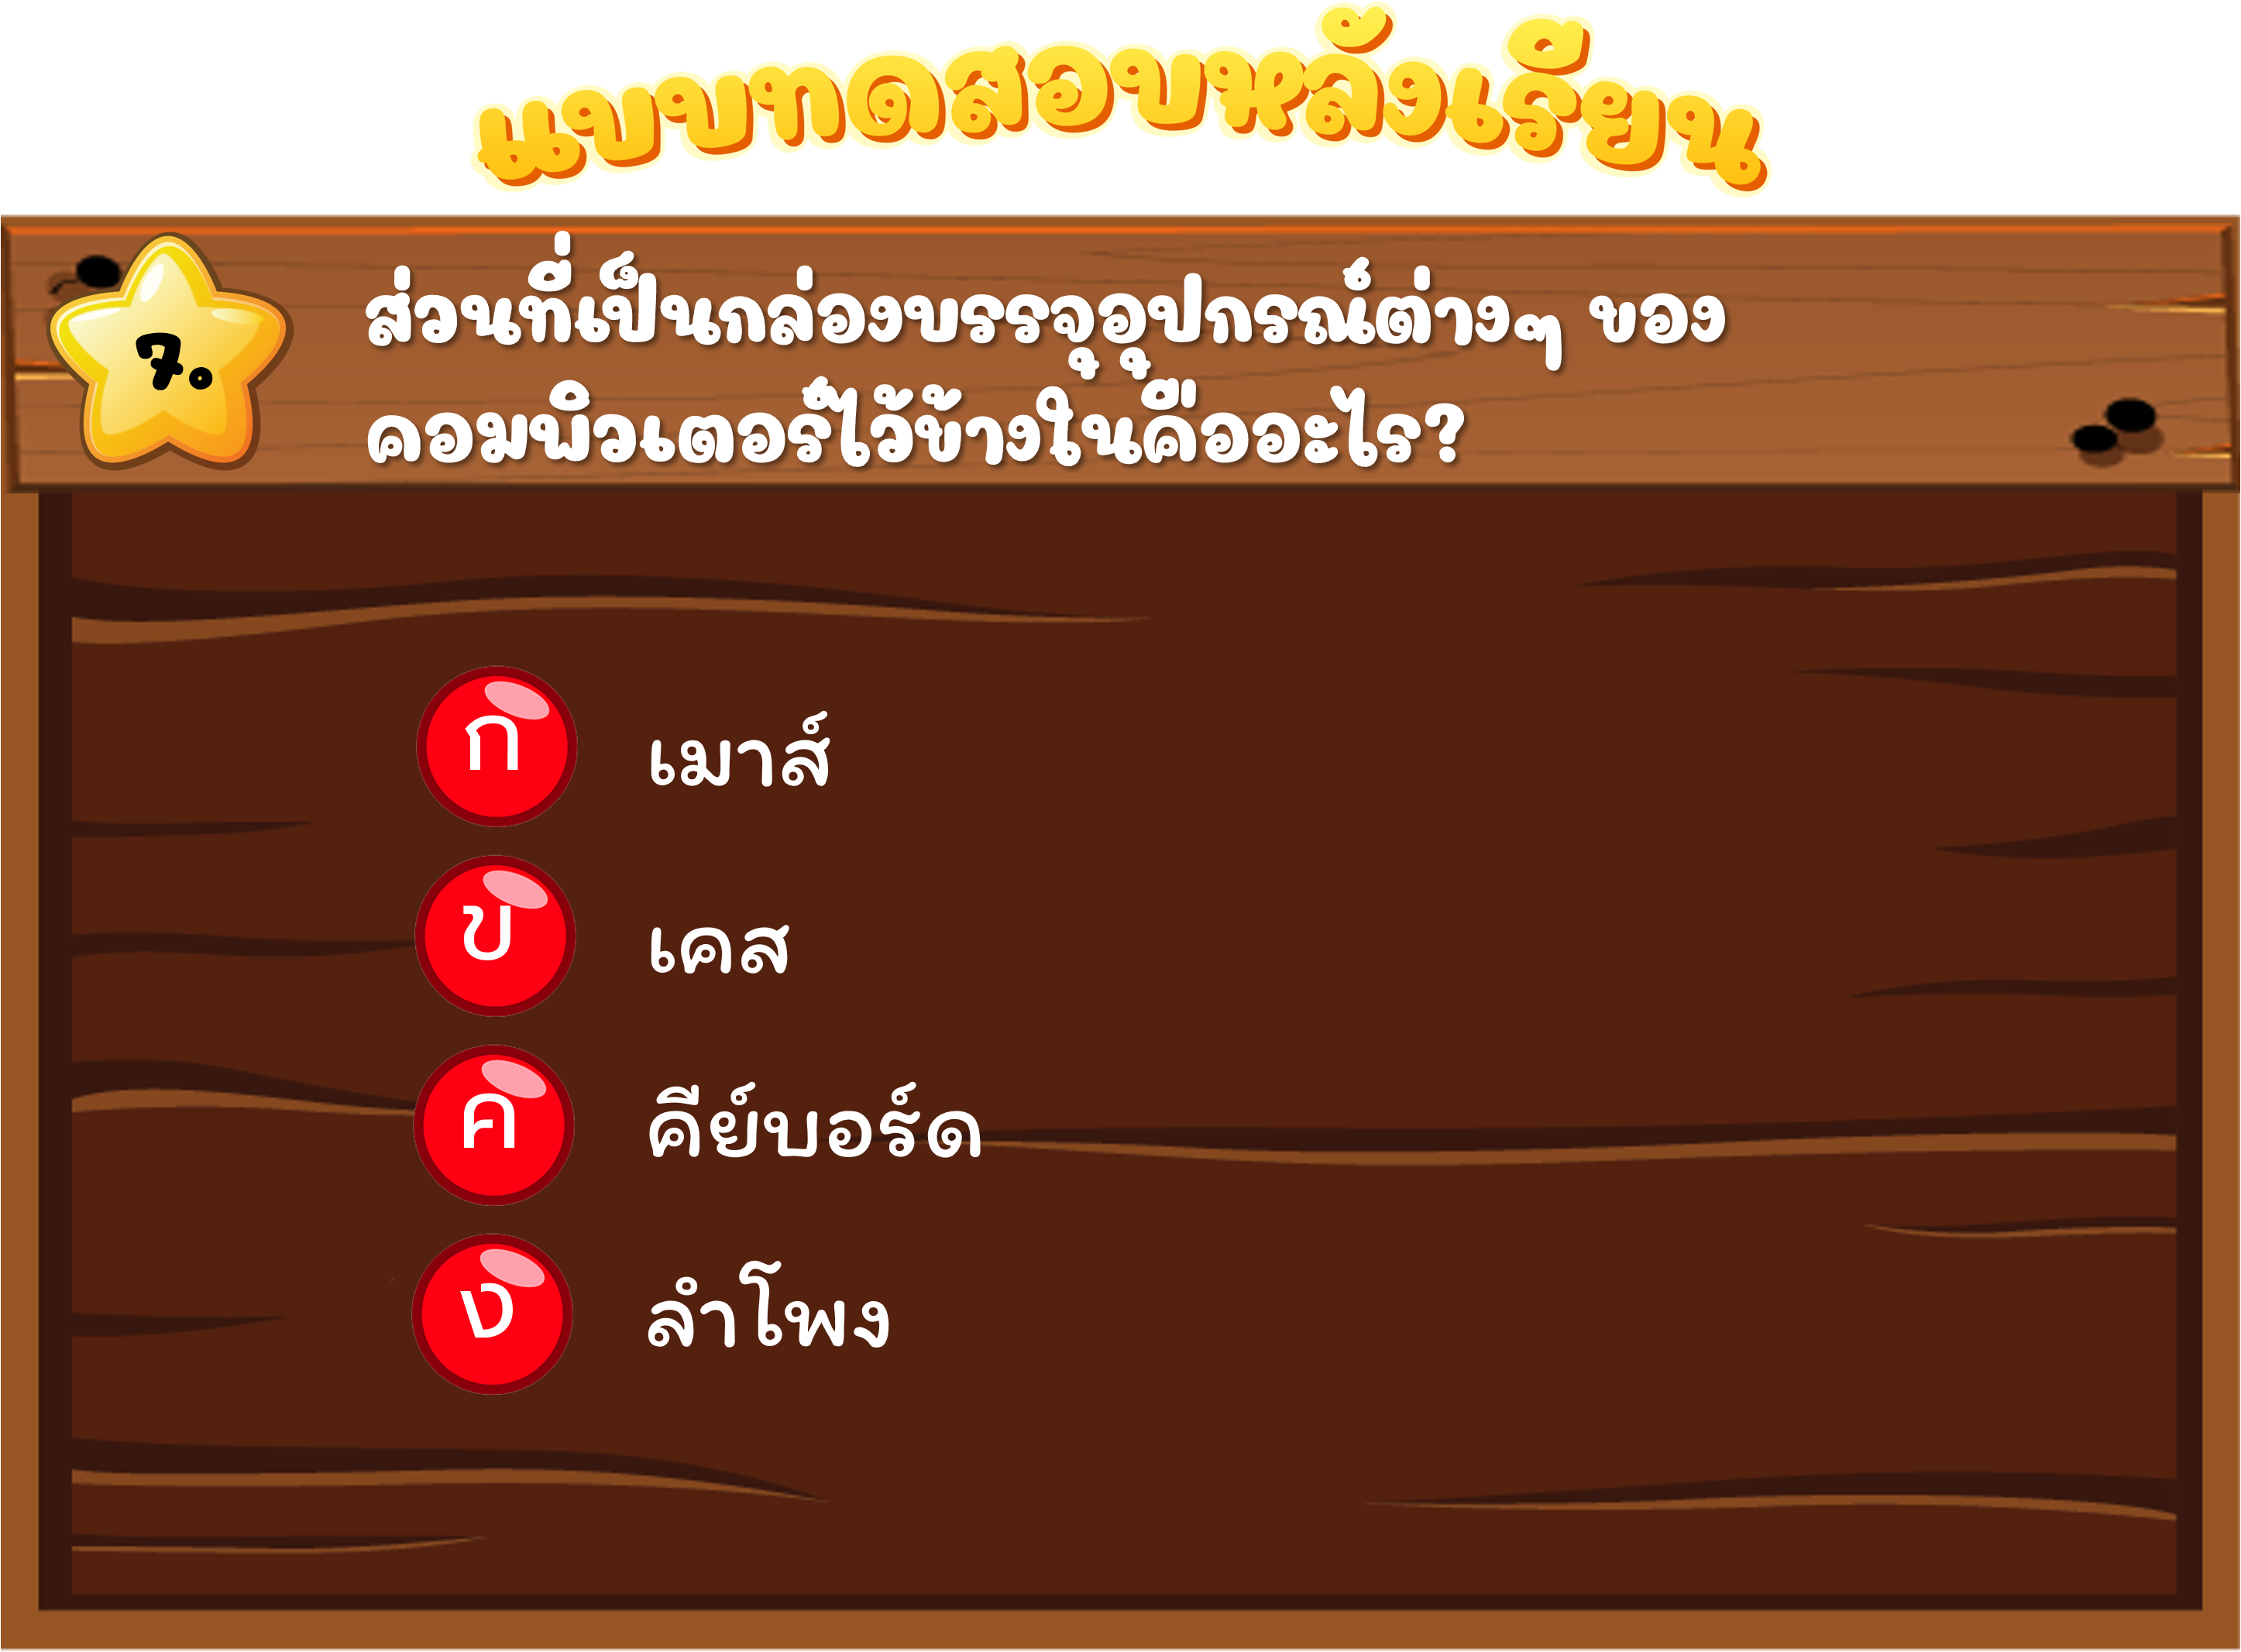 แบบทดสอบหลังเรียน
7.
ส่วนที่เป็นกล่องบรรจุอุปกรณ์ต่างๆ ของ
คอมพิวเตอร์ไว้ข้างในคืออะไร?
ก เมาส์
ข เคส
ค คีย์บอร์ด
ง ลำโพง